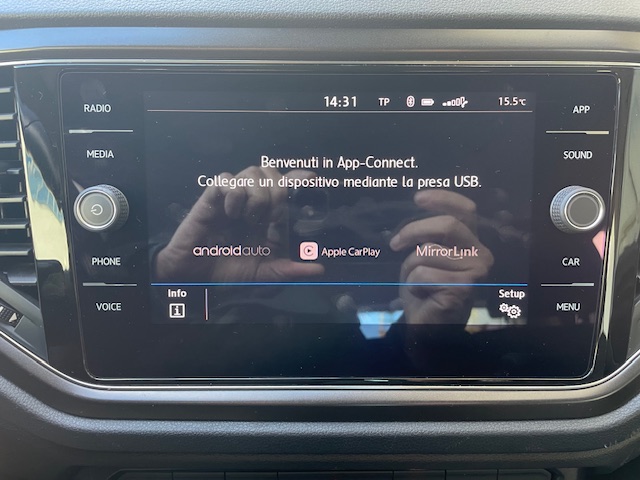 RADIO
MEDIA
PHONE
VOICE
14:31 TP 15.5°C
Benvenuti in App-Connect.
Collegare un dispositivo mediante la presa USB.
androidauto Apple CarPlay MirrorLink
Info Setup
APP
SOUND
CAR
MENU